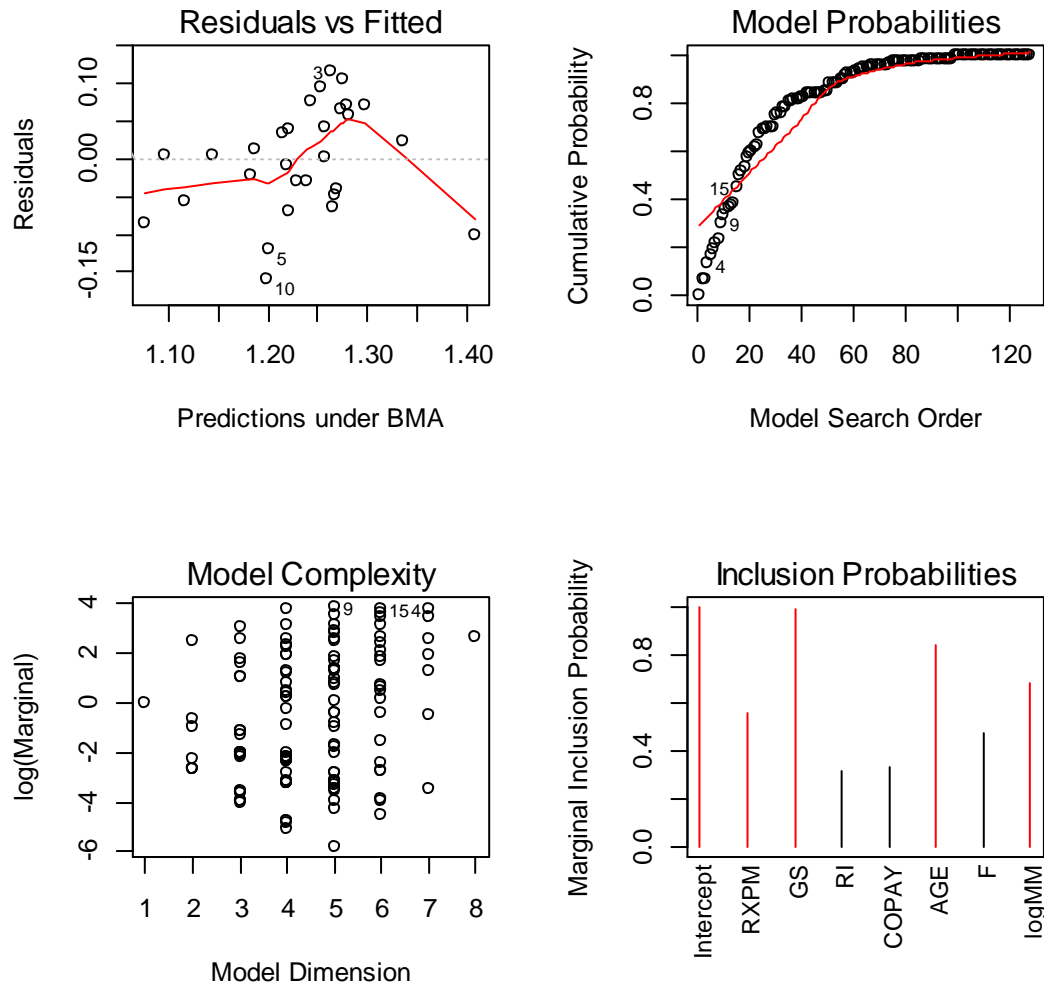 Residuals vs Fitted
Residuals
0.10
0.00
-0.15
3
5
10
1.10 1.20 1.30 1.40
Predictions under BMA
Model Probabilities
Cumulative Probability
0.8
0.4
0.0
15
9
4
0 20 40 60 80 120
Model Search Order
Model Complexity
log(Marginal)
4
2
0
-2
-4
-6
9
15 4
1 2 3 4 5 6 7 8
Model Dimension
Inclusion Probabilities
Marginal Inclusion Probability
0.8
0.4
0.0
Intercept
RXPM
GS
RI
COPAY
AGE
F
logMM